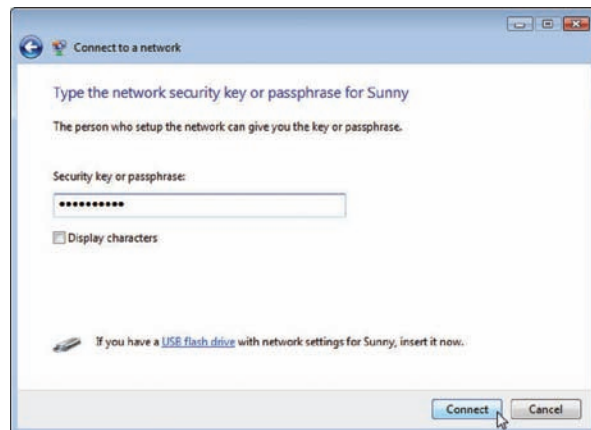 Connect to a network
Type the network security key or passphrase for Sunny
The person who setup the network can give you the key or passphrase.
Security key or passphrase:
••••••••••
Display characters
If you have a USB flash drive with network settings for Sunny, insert it now.
Connect
Cancel